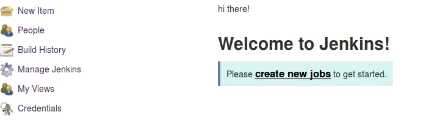 New Item
People
Build History
Manage Jenkins
My Views
Credentials
hi there!
Welcome to Jenkins!
Please create new jobs to get started.